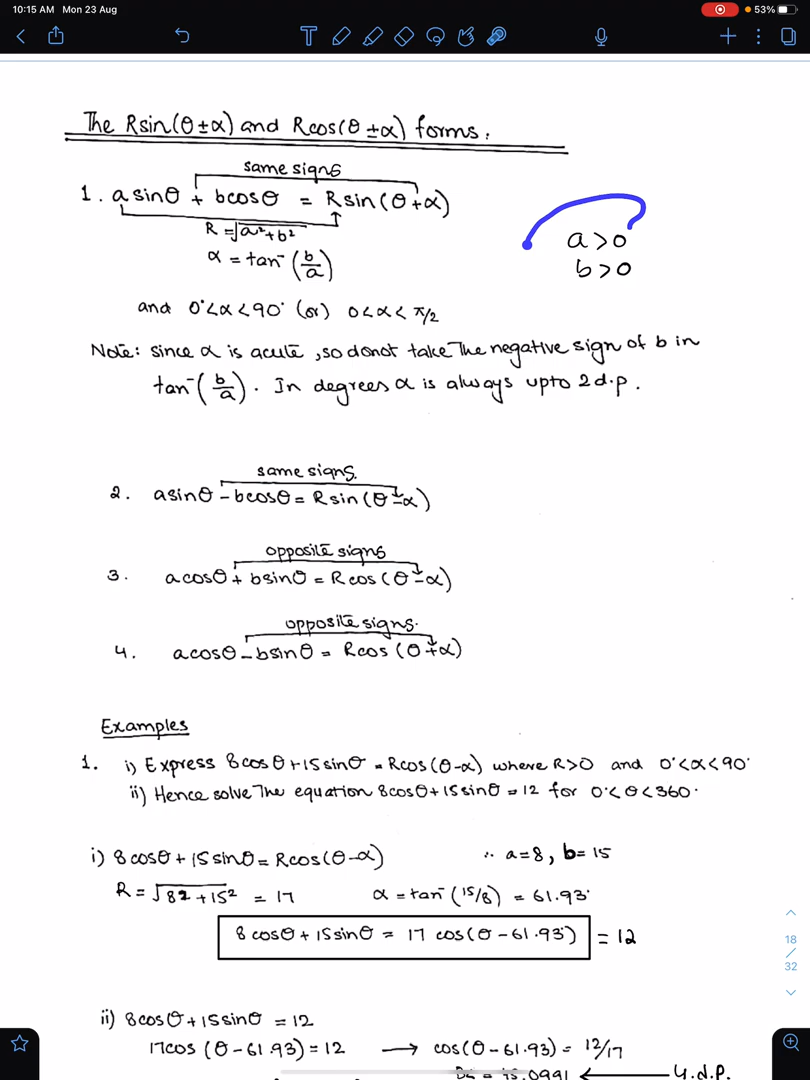 10:15 AM Mon 23 Aug
53%
The Rsin(θ±α) and Rcos(θ±α) forms.
same signs
1. asinθ + bcosθ = Rsin(θ+α)
R = √a²+b²
a>0
α = tan⁻(b/a)
b>0
and 0°<α<90° (or) 0<α<π/2
Note: since α is acute, so donot take The negative sign of b in
tan⁻(b/a). In degrees α is always upto 2 d.p.
same signs.
2. asinθ - bcosθ = Rsin(θ-α)
opposite signs
3. acosθ + bsinθ = Rcos(θ-α)
opposite signs.
4. acosθ - bsinθ = Rcos(θ+α)
Examples
1. i) Express 8cosθ+15sinθ = Rcos(θ-α) where R>0 and 0°<α<90°
ii) Hence solve The equation 8cosθ+15sinθ = 12 for 0°<θ<360.
i) 8cosθ+15sinθ = Rcos(θ-α) ∵ a=8, b=15
R = √8²+15² = 17 α = tan⁻(15/8) = 61.93°
8cosθ+15sinθ = 17 cos(θ-61.93°) = 12
18
/
32
ii) 8cosθ+15sinθ = 12
17cos(θ-61.93)=12 → cos(θ-61.93) = 12/17
45.0991 ← 4.d.p.